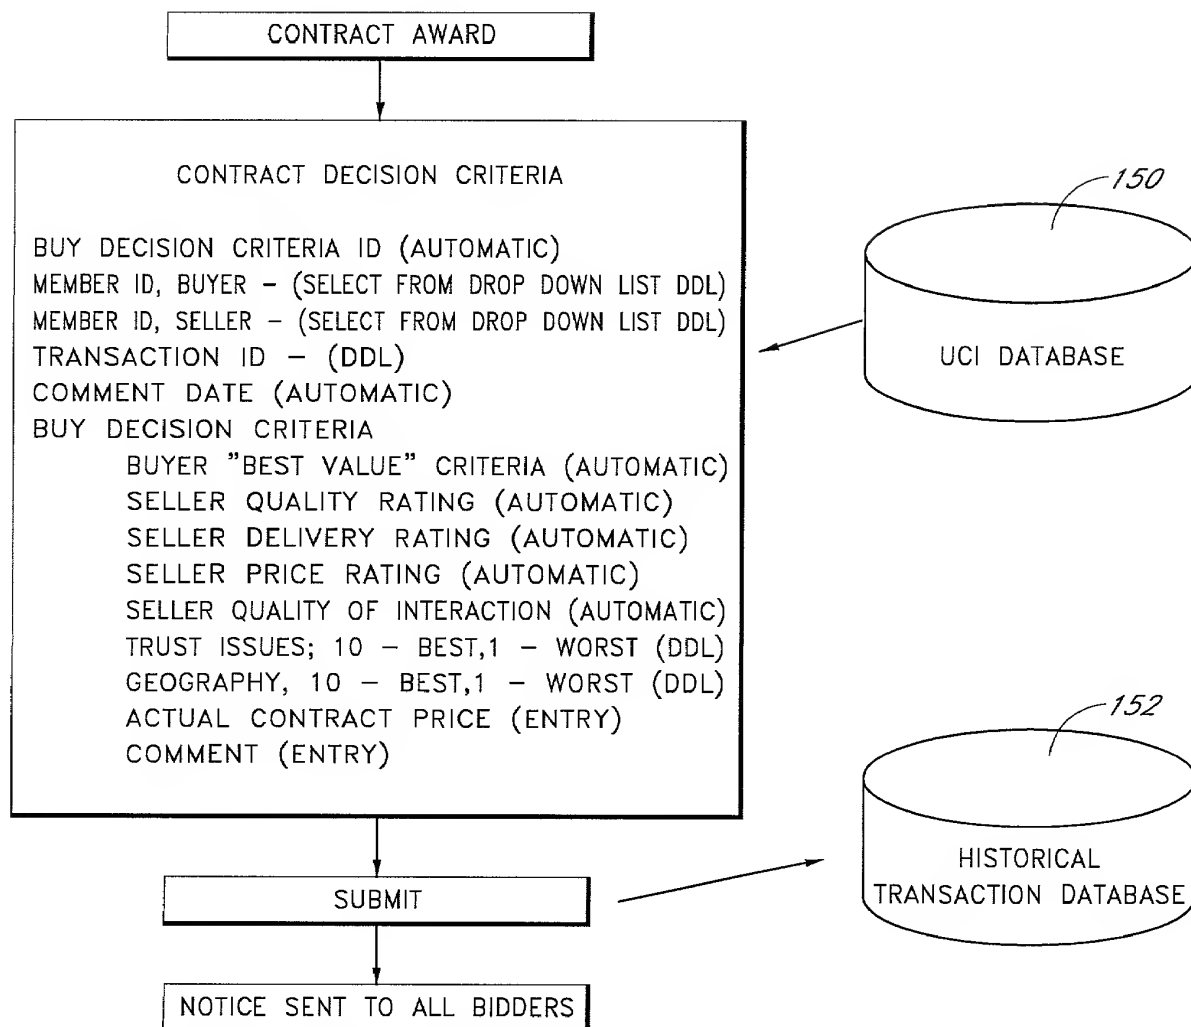 CONTRACT AWARD
CONTRACT DECISION CRITERIA
BUY DECISION CRITERIA ID (AUTOMATIC)
MEMBER ID, BUYER – (SELECT FROM DROP DOWN LIST DDL)
MEMBER ID, SELLER – (SELECT FROM DROP DOWN LIST DDL)
TRANSACTION ID – (DDL)
COMMENT DATE (AUTOMATIC)
BUY DECISION CRITERIA
BUYER "BEST VALUE" CRITERIA (AUTOMATIC)
SELLER QUALITY RATING (AUTOMATIC)
SELLER DELIVERY RATING (AUTOMATIC)
SELLER PRICE RATING (AUTOMATIC)
SELLER QUALITY OF INTERACTION (AUTOMATIC)
TRUST ISSUES; 10 – BEST,1 – WORST (DDL)
GEOGRAPHY, 10 – BEST,1 – WORST (DDL)
ACTUAL CONTRACT PRICE (ENTRY)
COMMENT (ENTRY)
150
UCI DATABASE
152
HISTORICAL
TRANSACTION DATABASE
SUBMIT
NOTICE SENT TO ALL BIDDERS